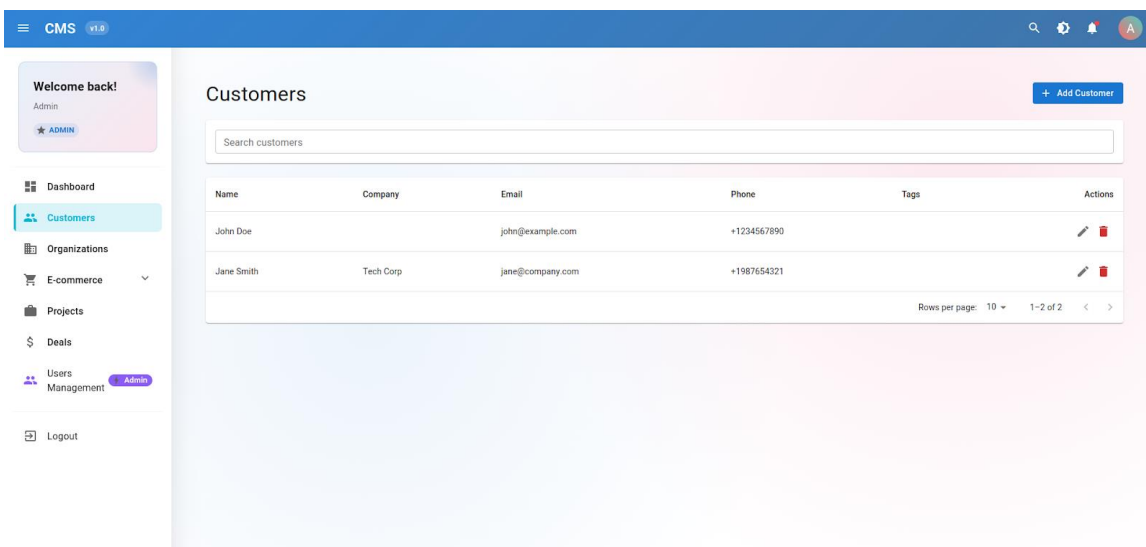 CMS v1.0
A
Welcome back!
Admin
ADMIN
Dashboard
Customers
Organizations
E-commerce
Projects
Deals
Users
Management
Admin
Logout
Customers
+ Add Customer
Search customers
Name Company Email Phone Tags Actions
John Doe john@example.com +1234567890
Jane Smith Tech Corp jane@company.com +1987654321
Rows per page: 10 1–2 of 2